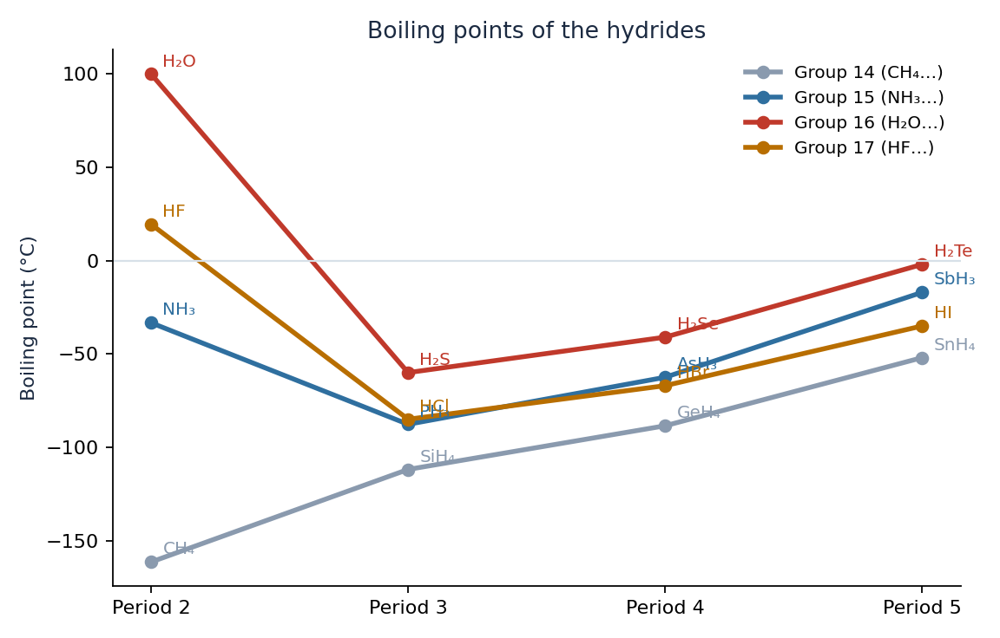 Boiling points of the hydrides
Boiling point (°C)
100
50
0
−50
−100
−150
Period 2
Period 3
Period 4
Period 5
Group 14 (CH₄…)
Group 15 (NH₃…)
Group 16 (H₂O…)
Group 17 (HF…)
H₂O
HF
NH₃
CH₄
H₂S
HCl
PH₃
SiH₄
H₂Se
AsH₃
HBr
GeH₄
H₂Te
SbH₃
HI
SnH₄